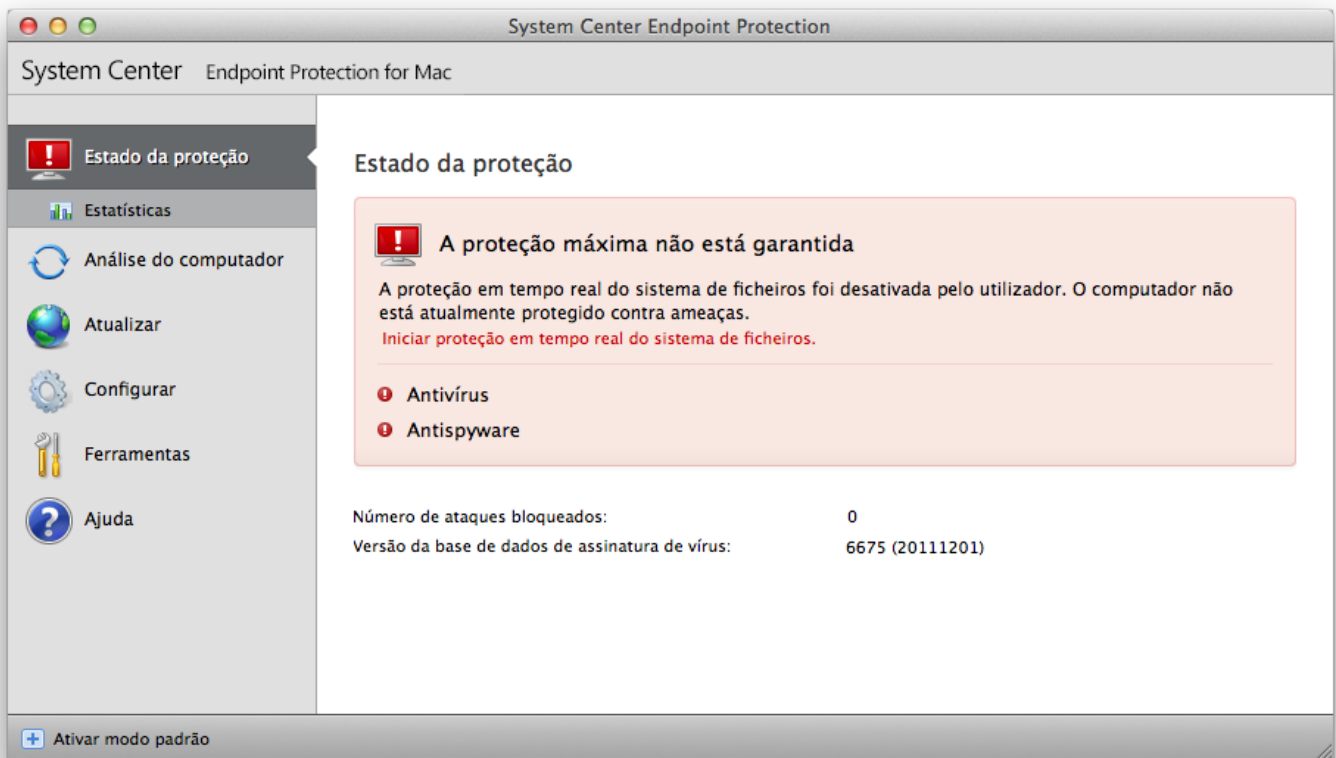 System Center Endpoint Protection
System Center Endpoint Protection for Mac
Estado da proteção
Estatísticas
Análise do computador
Atualizar
Configurar
Ferramentas
Ajuda
Estado da proteção
A proteção máxima não está garantida
A proteção em tempo real do sistema de ficheiros foi desativada pelo utilizador. O computador não
está atualmente protegido contra ameaças.
Iniciar proteção em tempo real do sistema de ficheiros.
Antivírus
Antispyware
Número de ataques bloqueados: 0
Versão da base de dados de assinatura de vírus: 6675 (20111201)
Ativar modo padrão